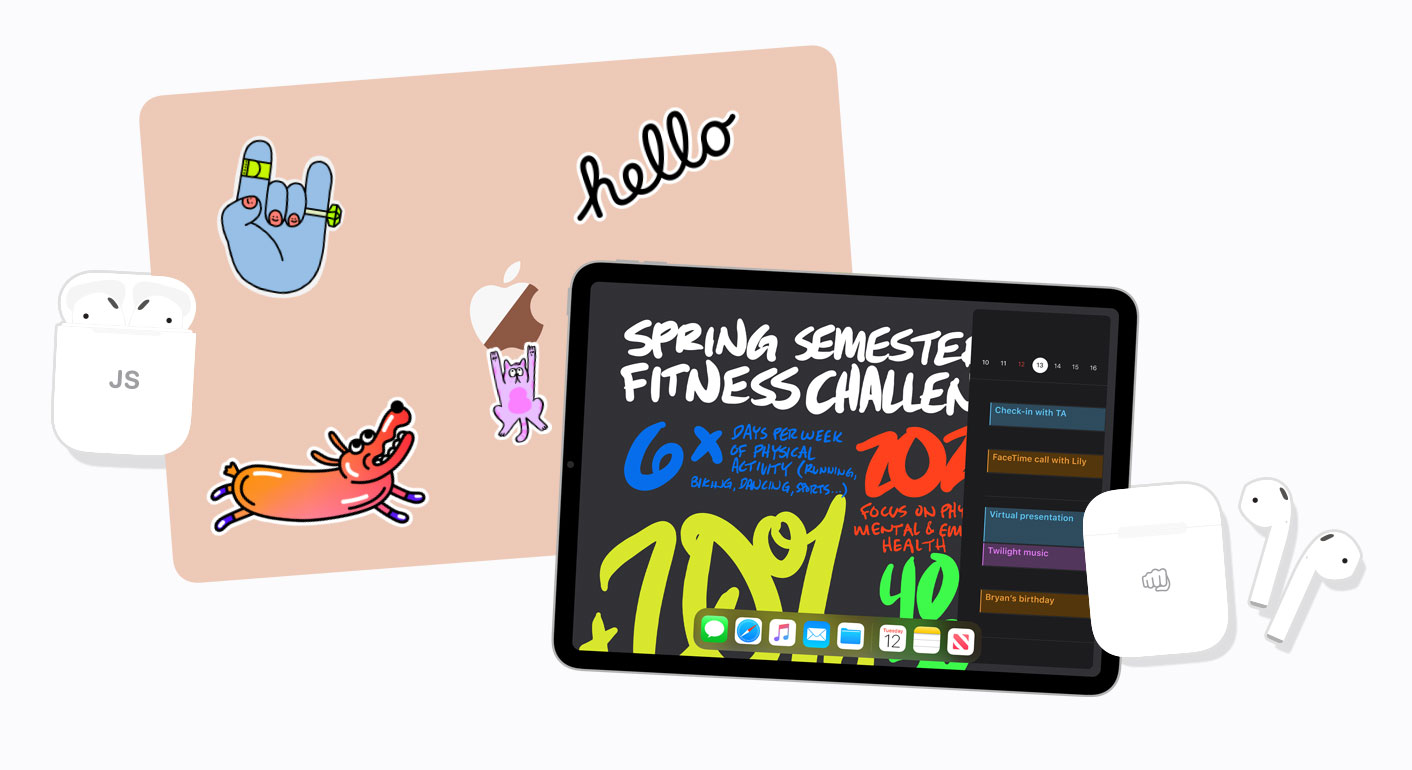 hello
JS
SPRING SEMESTER
FITNESS CHALLEN
6X
DAYS PER WEEK
OF PHYSICAL
ACTIVITY (RUNNING,
BIKING, DANCING, SPORTS...)
202
FOCUS ON PHY
MENTAL & EM
HEALTH
40
10 11 12 13 14 15 16
Check-in with TA
FaceTime call with Lily
Virtual presentation
Twilight music
Bryan's birthday
Tuesday
12